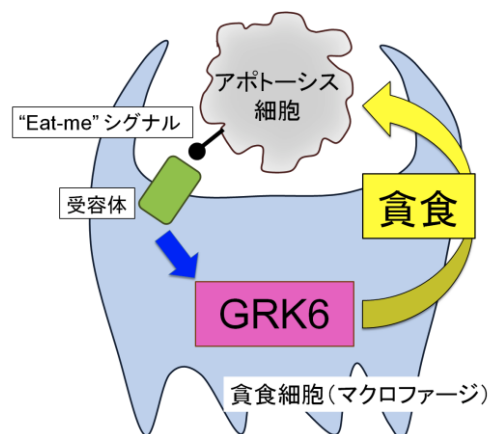 アポトーシス
細胞
“Eat-me” シグナル
受容体
貪食
GRK6
貪食細胞（マクロファージ）